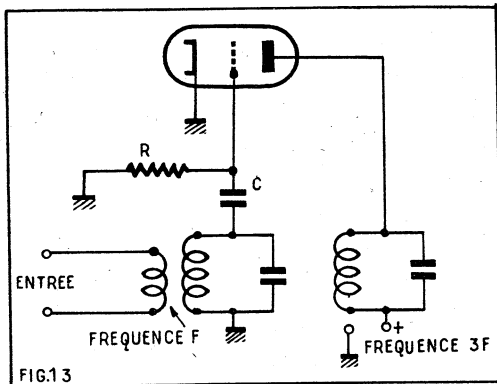 R
C
ENTREE
FREQUENCE F
+
FREQUENCE 3F
FIG.13